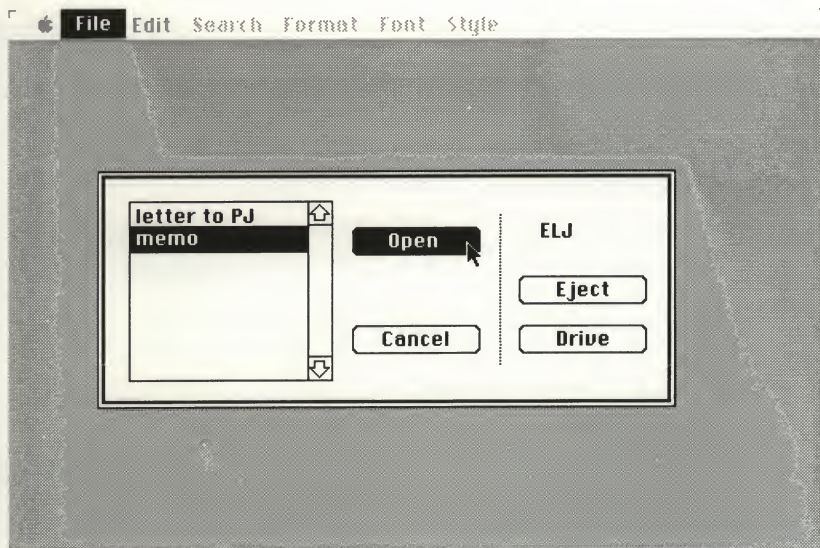 File Edit Search Format Font Style
letter to PJ
memo
Open
Cancel
ELJ
Eject
Drive